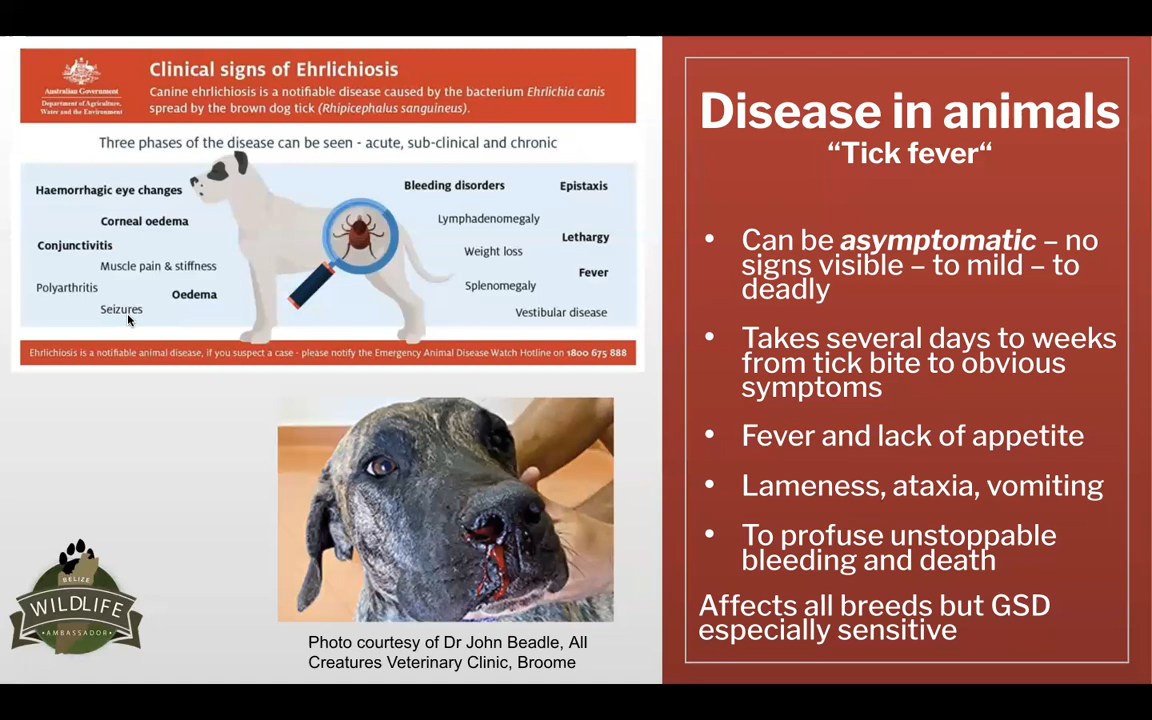 Australian Government
Department of Agriculture,
Water and the Environment
Clinical signs of Ehrlichiosis
Canine ehrlichiosis is a notifiable disease caused by the bacterium Ehrlichia canis
spread by the brown dog tick (Rhipicephalus sanguineus).
Three phases of the disease can be seen - acute, sub-clinical and chronic
Haemorrhagic eye changes
Corneal oedema
Conjunctivitis
Muscle pain & stiffness
Polyarthritis
Oedema
Seizures
Bleeding disorders
Epistaxis
Lymphadenomegaly
Lethargy
Weight loss
Fever
Splenomegaly
Vestibular disease
Ehrlichiosis is a notifiable animal disease, if you suspect a case - please notify the Emergency Animal Disease Watch Hotline on 1800 675 888
Photo courtesy of Dr John Beadle, All
Creatures Veterinary Clinic, Broome
BELIZE
WILDLIFE
•AMBASSADOR•
Disease in animals
“Tick fever“
• Can be asymptomatic – no
signs visible – to mild – to
deadly
• Takes several days to weeks
from tick bite to obvious
symptoms
• Fever and lack of appetite
• Lameness, ataxia, vomiting
• To profuse unstoppable
bleeding and death
Affects all breeds but GSD
especially sensitive